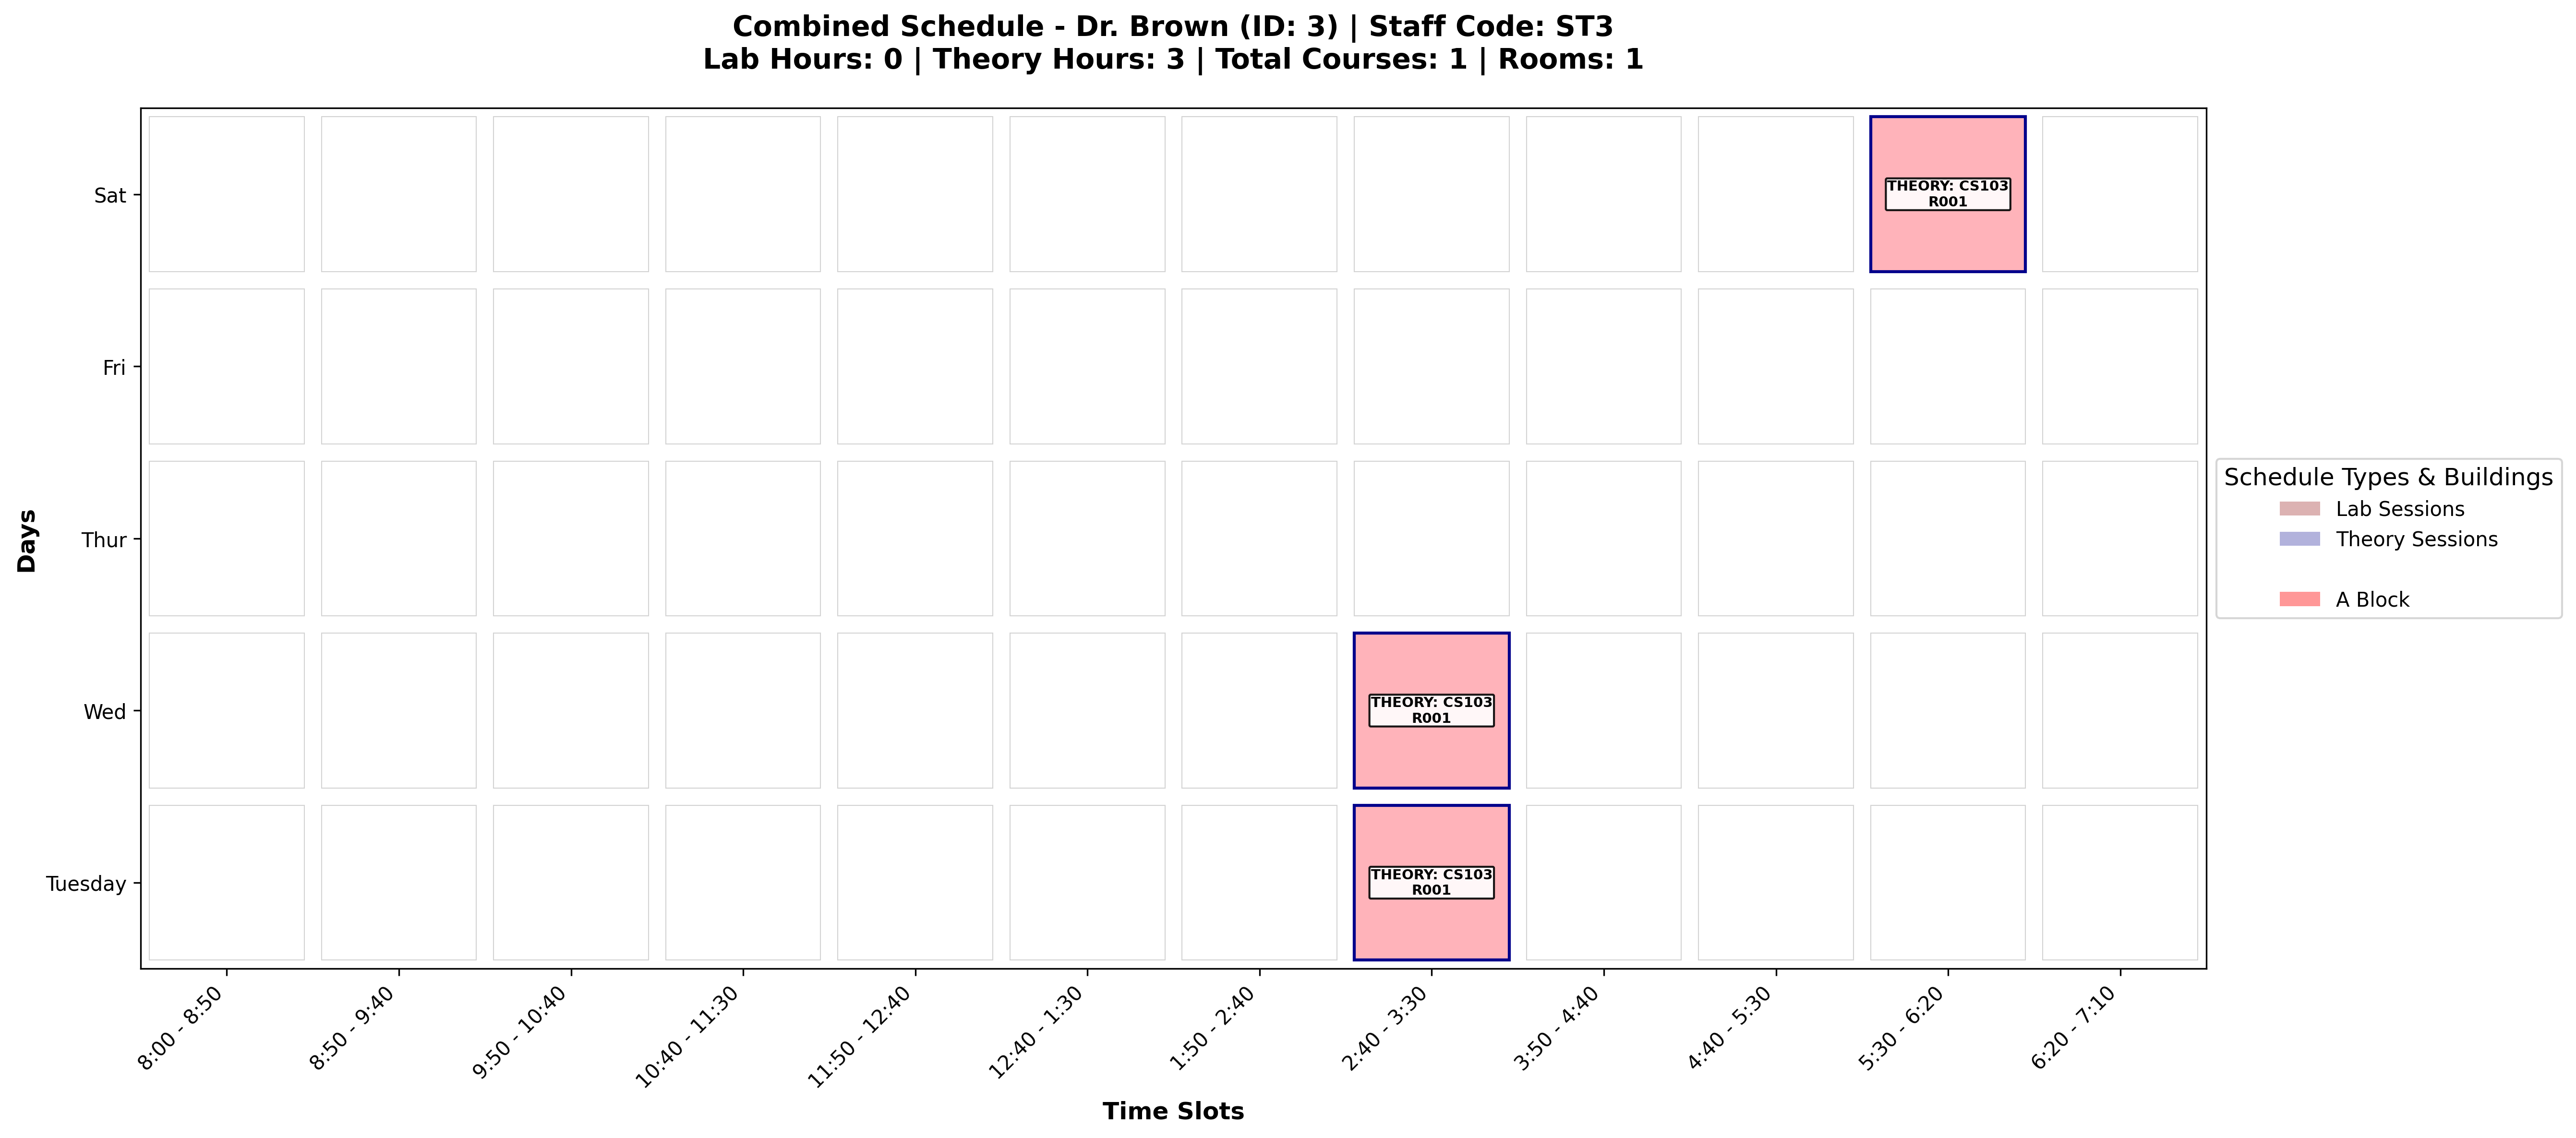 Combined Schedule - Dr. Brown (ID: 3) | Staff Code: ST3
Lab Hours: 0 | Theory Hours: 3 | Total Courses: 1 | Rooms: 1
Days
Sat
THEORY: CS103
R001
Fri
Thur
Wed
THEORY: CS103
R001
Tuesday
THEORY: CS103
R001
8:00 - 8:50
8:50 - 9:40
9:50 - 10:40
10:40 - 11:30
11:50 - 12:40
12:40 - 1:30
1:50 - 2:40
2:40 - 3:30
3:50 - 4:40
4:40 - 5:30
5:30 - 6:20
6:20 - 7:10
Time Slots
Schedule Types & Buildings
Lab Sessions
Theory Sessions
A Block